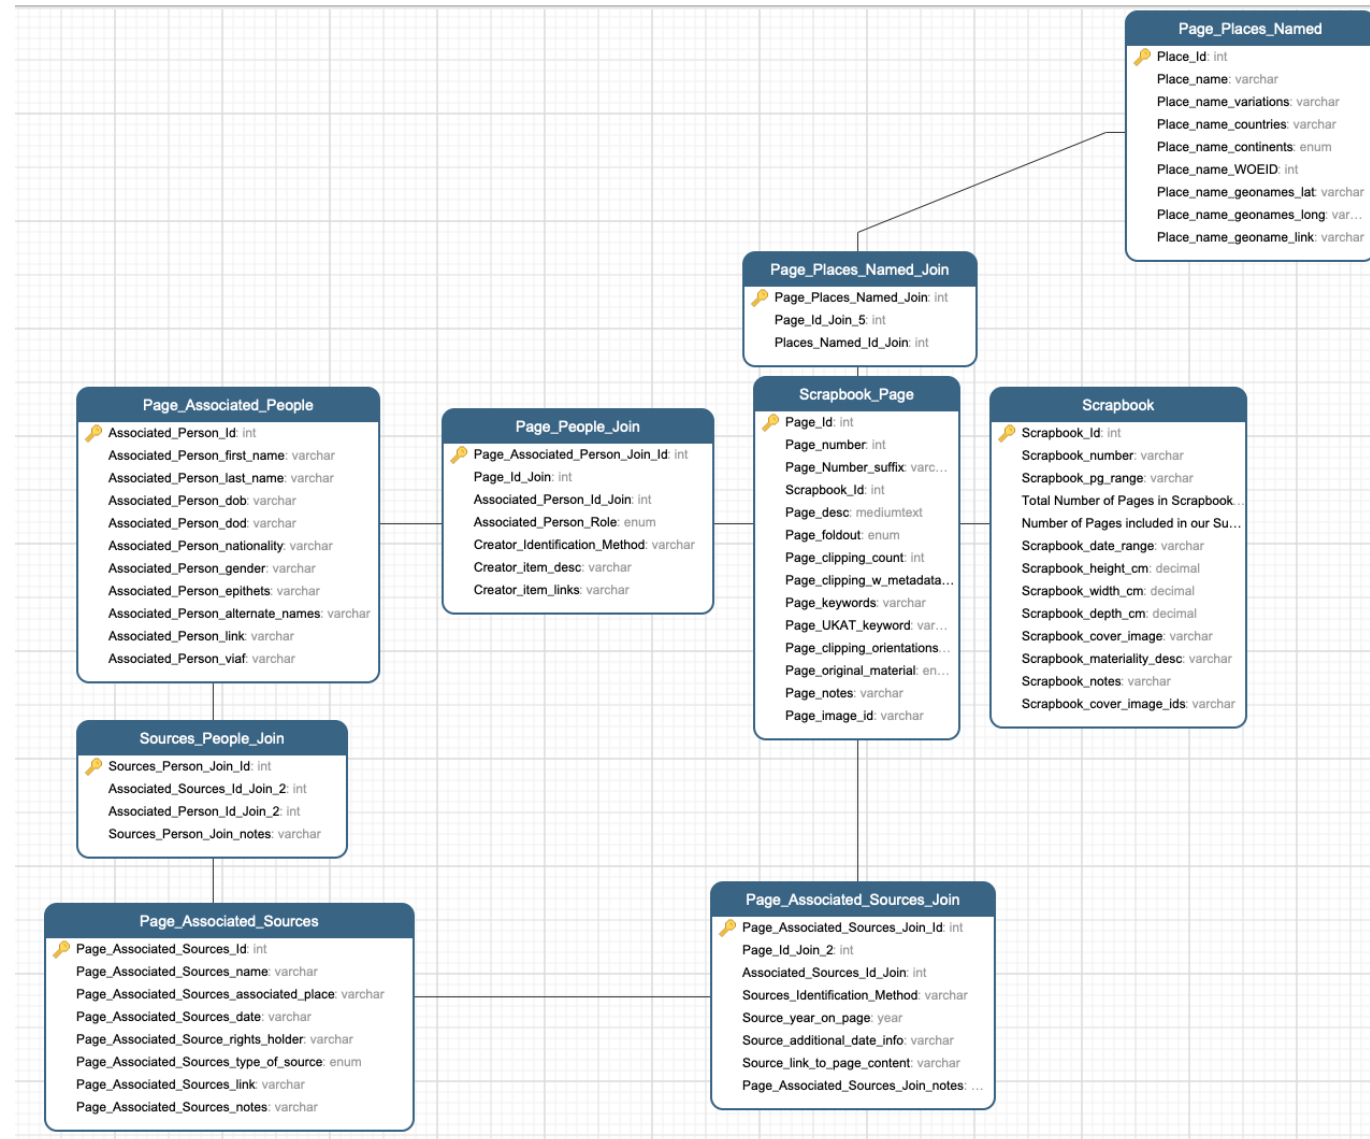 Page_Places_Named
Place_Id: int
Place_name: varchar
Place_name_variations: varchar
Place_name_countries: varchar
Place_name_continents: enum
Place_name_WOEID: int
Place_name_geonames_lat: varchar
Place_name_geonames_long: var...
Place_name_geoname_link: varchar
Page_Places_Named_Join
Page_Places_Named_Join: int
Page_Id_Join_5: int
Places_Named_Id_Join: int
Page_Associated_People
Associated_Person_Id: int
Associated_Person_first_name: varchar
Associated_Person_last_name: varchar
Associated_Person_dob: varchar
Associated_Person_dod: varchar
Associated_Person_nationality: varchar
Associated_Person_gender: varchar
Associated_Person_epithets: varchar
Associated_Person_alternate_names: varchar
Associated_Person_link: varchar
Associated_Person_viaf: varchar
Page_People_Join
Page_Associated_Person_Join_Id: int
Page_Id_Join: int
Associated_Person_Id_Join: int
Associated_Person_Role: enum
Creator_Identification_Method: varchar
Creator_item_desc: varchar
Creator_item_links: varchar
Scrapbook_Page
Page_Id: int
Page_number: int
Page_Number_suffix: varc...
Scrapbook_Id: int
Page_desc: mediumtext
Page_foldout: enum
Page_clipping_count: int
Page_clipping_w_metadata...
Page_keywords: varchar
Page_UKAT_keyword: var...
Page_clipping_orientations...
Page_original_material: en...
Page_notes: varchar
Page_image_id: varchar
Scrapbook
Scrapbook_Id: int
Scrapbook_number: varchar
Scrapbook_pg_range: varchar
Total Number of Pages in Scrapbook...
Number of Pages included in our Su...
Scrapbook_date_range: varchar
Scrapbook_height_cm: decimal
Scrapbook_width_cm: decimal
Scrapbook_depth_cm: decimal
Scrapbook_cover_image: varchar
Scrapbook_materiality_desc: varchar
Scrapbook_notes: varchar
Scrapbook_cover_image_ids: varchar
Sources_People_Join
Sources_Person_Join_Id: int
Associated_Sources_Id_Join_2: int
Associated_Person_Id_Join_2: int
Sources_Person_Join_notes: varchar
Page_Associated_Sources
Page_Associated_Sources_Id: int
Page_Associated_Sources_name: varchar
Page_Associated_Sources_associated_place: varchar
Page_Associated_Sources_date: varchar
Page_Associated_Source_rights_holder: varchar
Page_Associated_Sources_type_of_source: enum
Page_Associated_Sources_link: varchar
Page_Associated_Sources_notes: varchar
Page_Associated_Sources_Join
Page_Associated_Sources_Join_Id: int
Page_Id_Join_2: int
Associated_Sources_Id_Join: int
Sources_Identification_Method: varchar
Source_year_on_page: year
Source_additional_date_info: varchar
Source_link_to_page_content: varchar
Page_Associated_Sources_Join_notes: ...